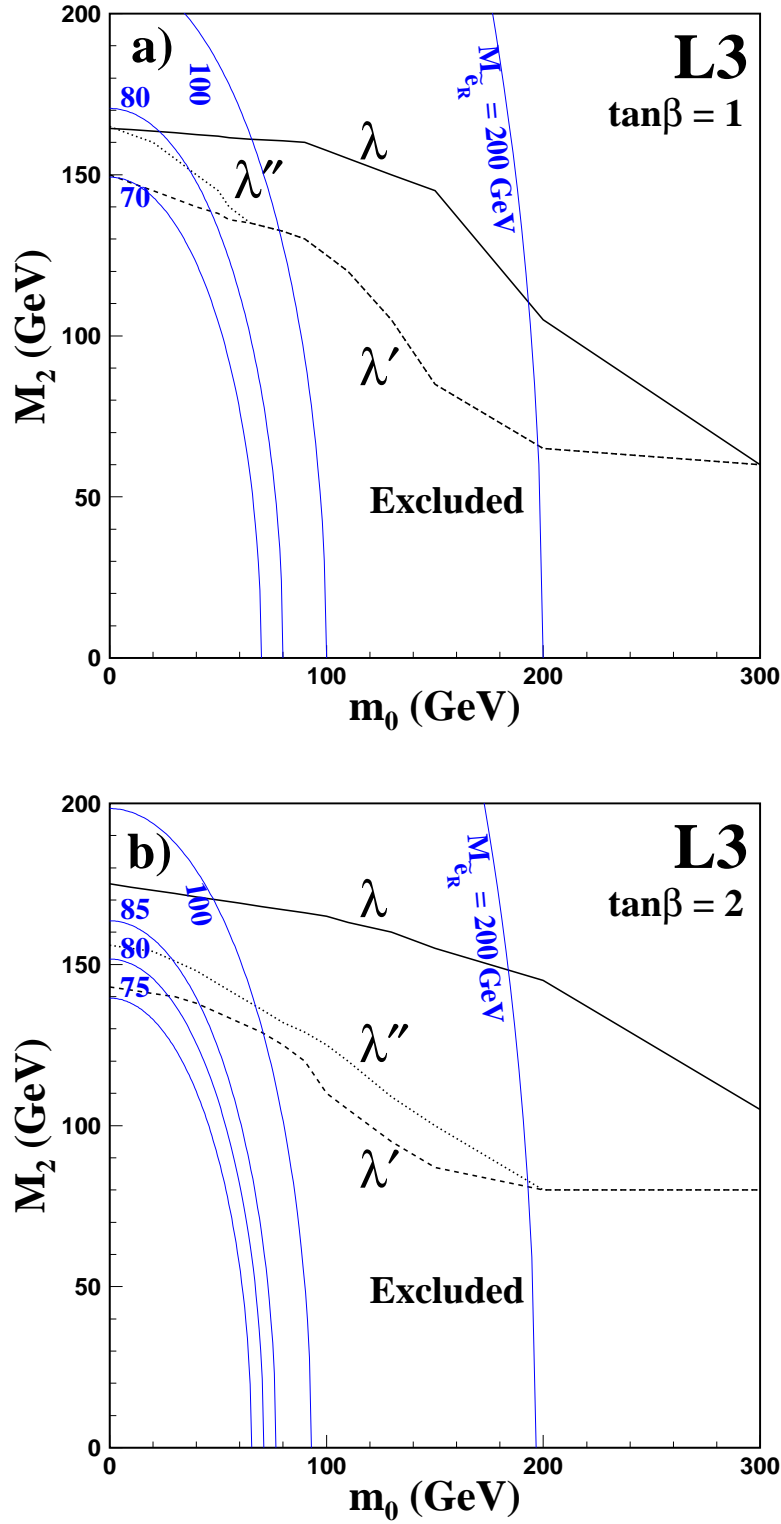 a)
L3
tanβ = 1
M_ẽ_R = 200 GeV
100
80
70
λ
λ″
λ′
Excluded
200
150
100
50
0
0
100
200
300
M₂ (GeV)
m₀ (GeV)
b)
L3
tanβ = 2
M_ẽ_R = 200 GeV
100
85
80
75
λ
λ″
λ′
Excluded
200
150
100
50
0
0
100
200
300
M₂ (GeV)
m₀ (GeV)